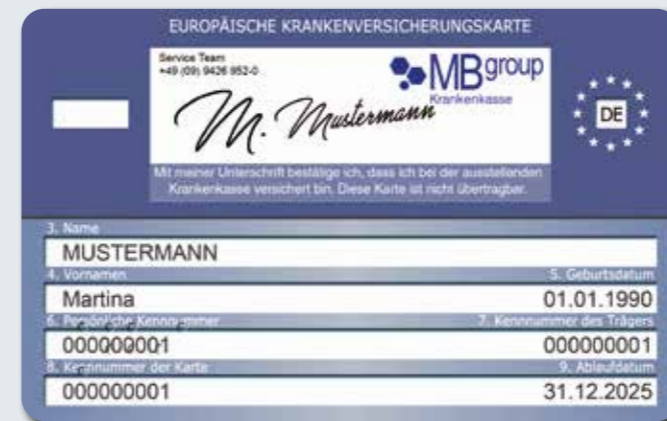 EUROPÄISCHE KRANKENVERSICHERUNGSKARTE
Service Team
+49 (09) 9426 952-0
MBgroup
Krankenkasse
M. Mustermann
DE
Mit meiner Unterschrift bestätige ich, dass ich bei der ausstellenden
Krankenkasse versichert bin. Diese Karte ist nicht übertragbar.
3. Name
MUSTERMANN
4. Vornamen 5. Geburtsdatum
Martina 01.01.1990
6. Persönliche Kennnummer 7. Kennnummer des Trägers
000000001 000000001
8. Kennnummer der Karte 9. Ablaufdatum
000000001 31.12.2025